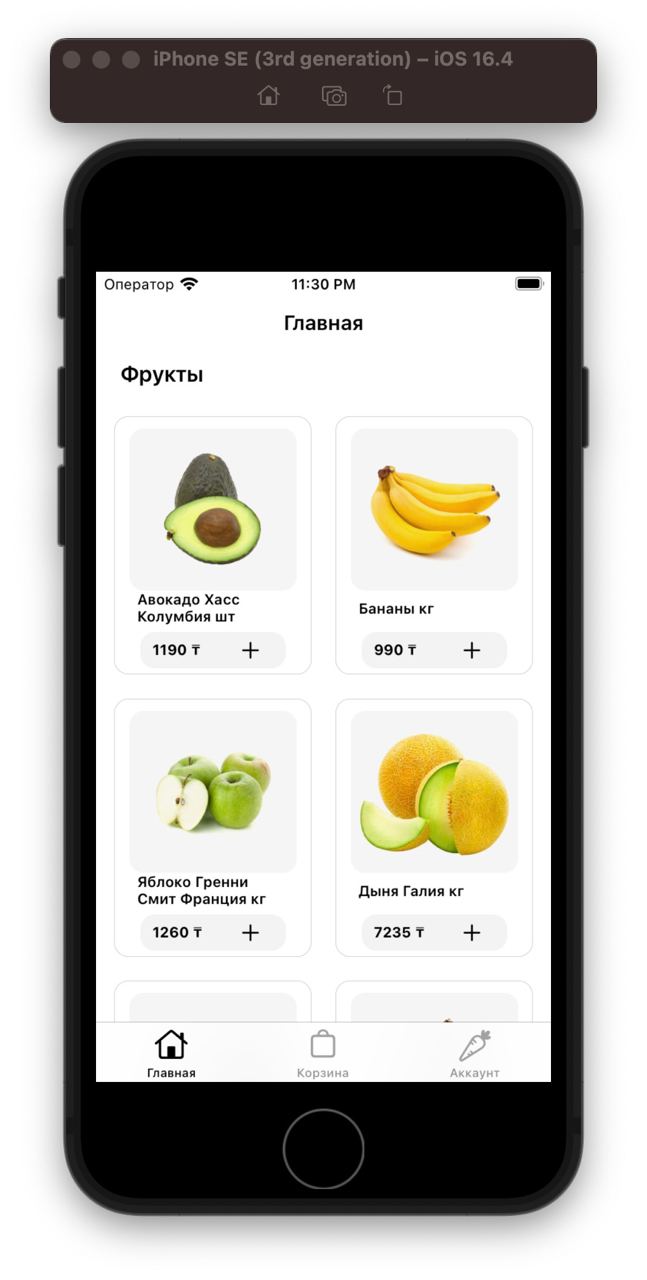 iPhone SE (3rd generation) – iOS 16.4
Оператор 11:30 PM
Главная
Фрукты
Авокадо Хасс
Колумбия шт
1190 ₸
Бананы кг
990 ₸
Яблоко Гренни
Смит Франция кг
1260 ₸
Дыня Галия кг
7235 ₸
Главная
Корзина
Аккаунт